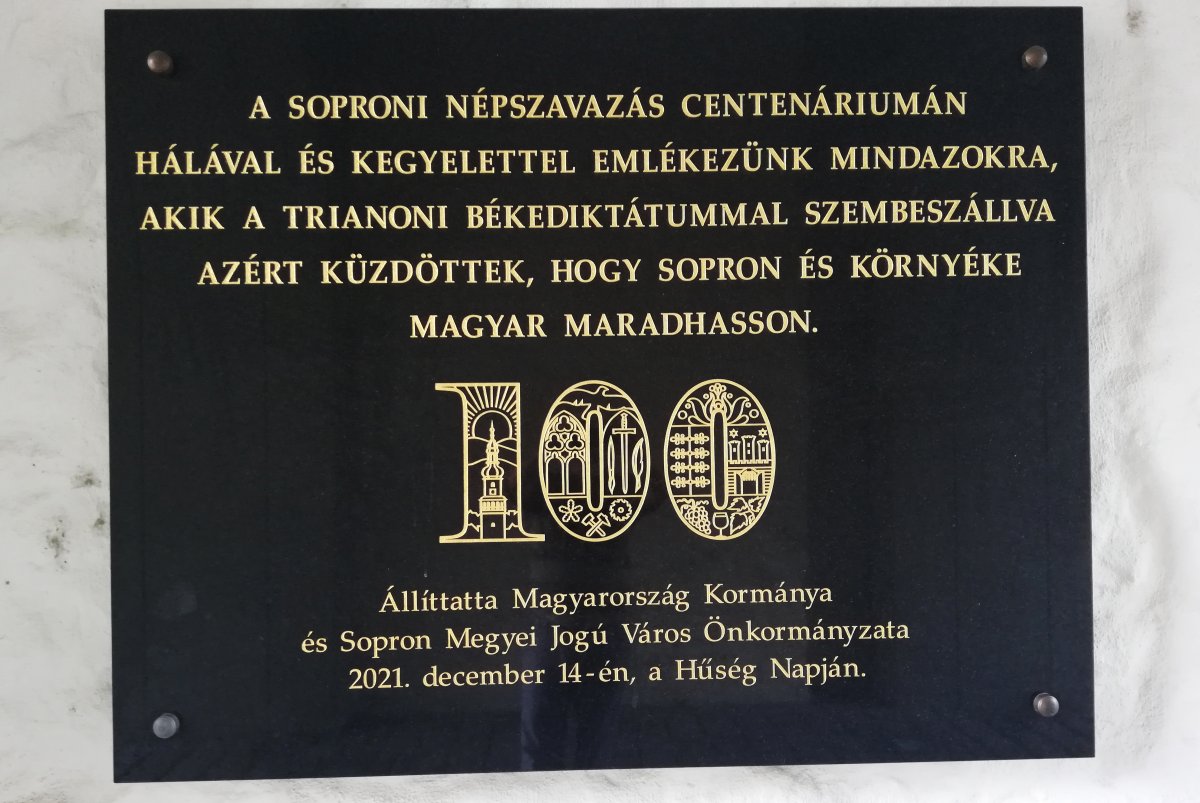 A SOPRONI NÉPSZAVAZÁS CENTENÁRIUMÁN
HÁLÁVAL ÉS KEGYELETTEL EMLÉKEZÜNK MINDAZOKRA,
AKIK A TRIANONI BÉKEDIKTÁTUMMAL SZEMBESZÁLLVA
AZÉRT KÜZDÖTTEK, HOGY SOPRON ÉS KÖRNYÉKE
MAGYAR MARADHASSON.
100
Állíttatta Magyarország Kormánya
és Sopron Megyei Jogú Város Önkormányzata
2021. december 14-én, a Hűség Napján.